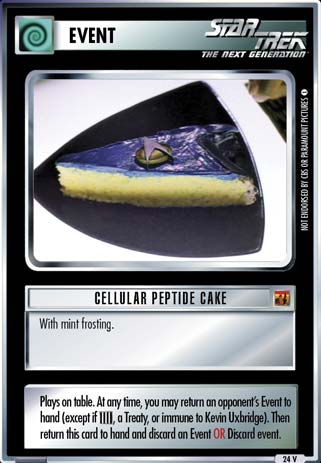 EVENT
STAR TREK
THE NEXT GENERATION®
NOT ENDORSED BY CBS OR PARAMOUNT PICTURES
CELLULAR PEPTIDE CAKE
With mint frosting.
Plays on table. At any time, you may return an opponent's Event to
hand (except if , a Treaty, or immune to Kevin Uxbridge). Then
return this card to hand and discard an Event OR Discard event.
24 V